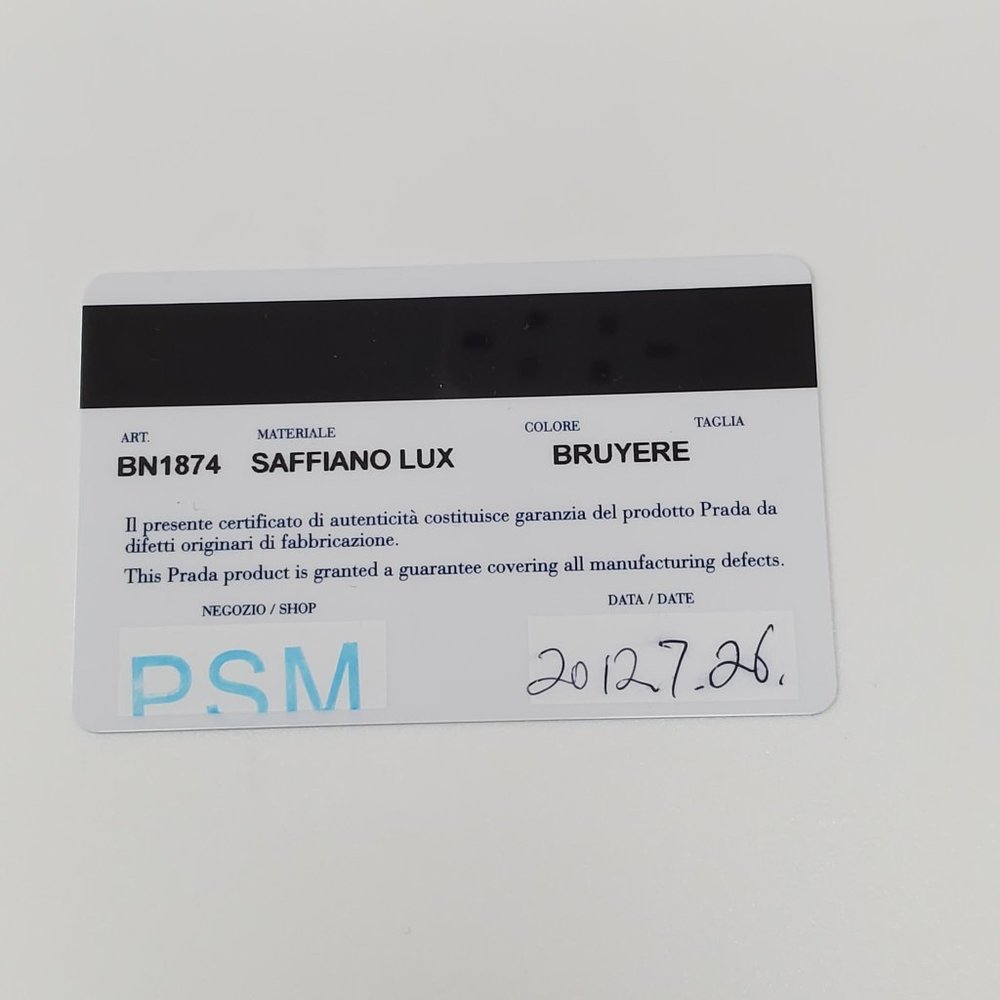 ART. MATERIALE COLORE TAGLIA
BN1874 SAFFIANO LUX BRUYERE
Il presente certificato di autenticità costituisce garanzia del prodotto Prada da
difetti originari di fabbricazione.
This Prada product is granted a guarantee covering all manufacturing defects.
NEGOZIO / SHOP DATA / DATE
PSM 2012.7.26.